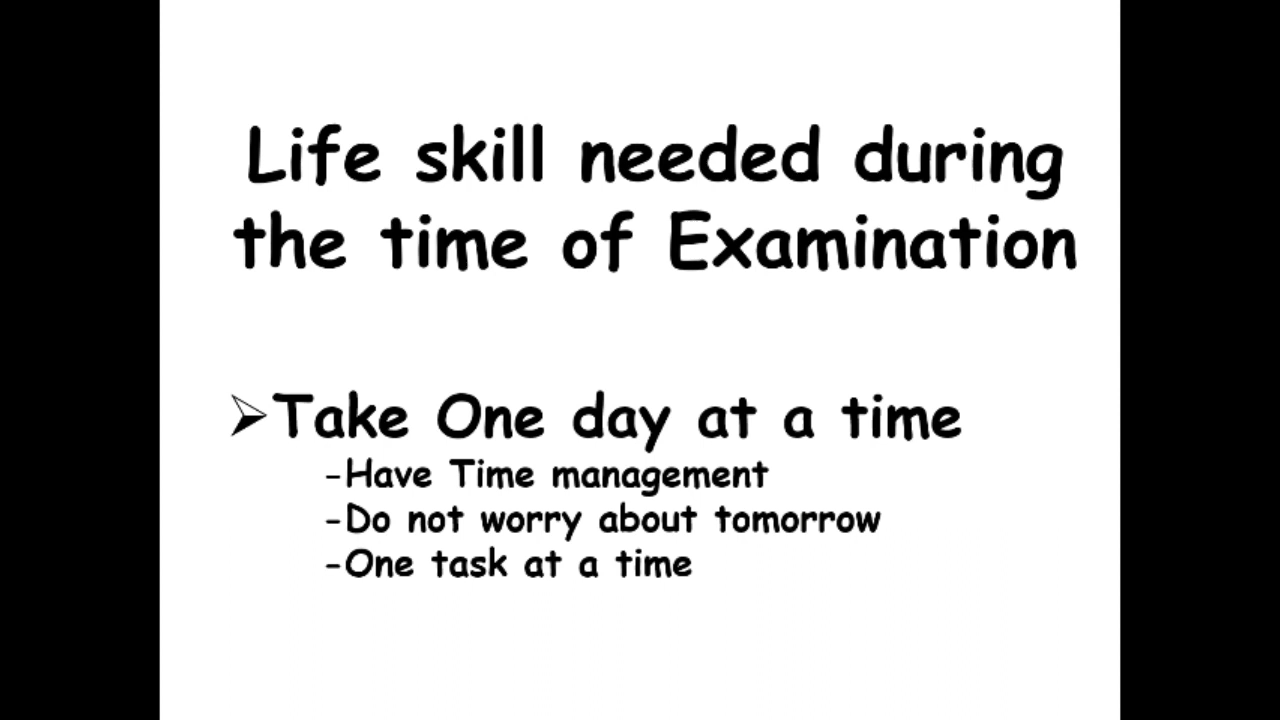 Life skill needed during
the time of Examination
➢Take One day at a time
-Have Time management
-Do not worry about tomorrow
-One task at a time